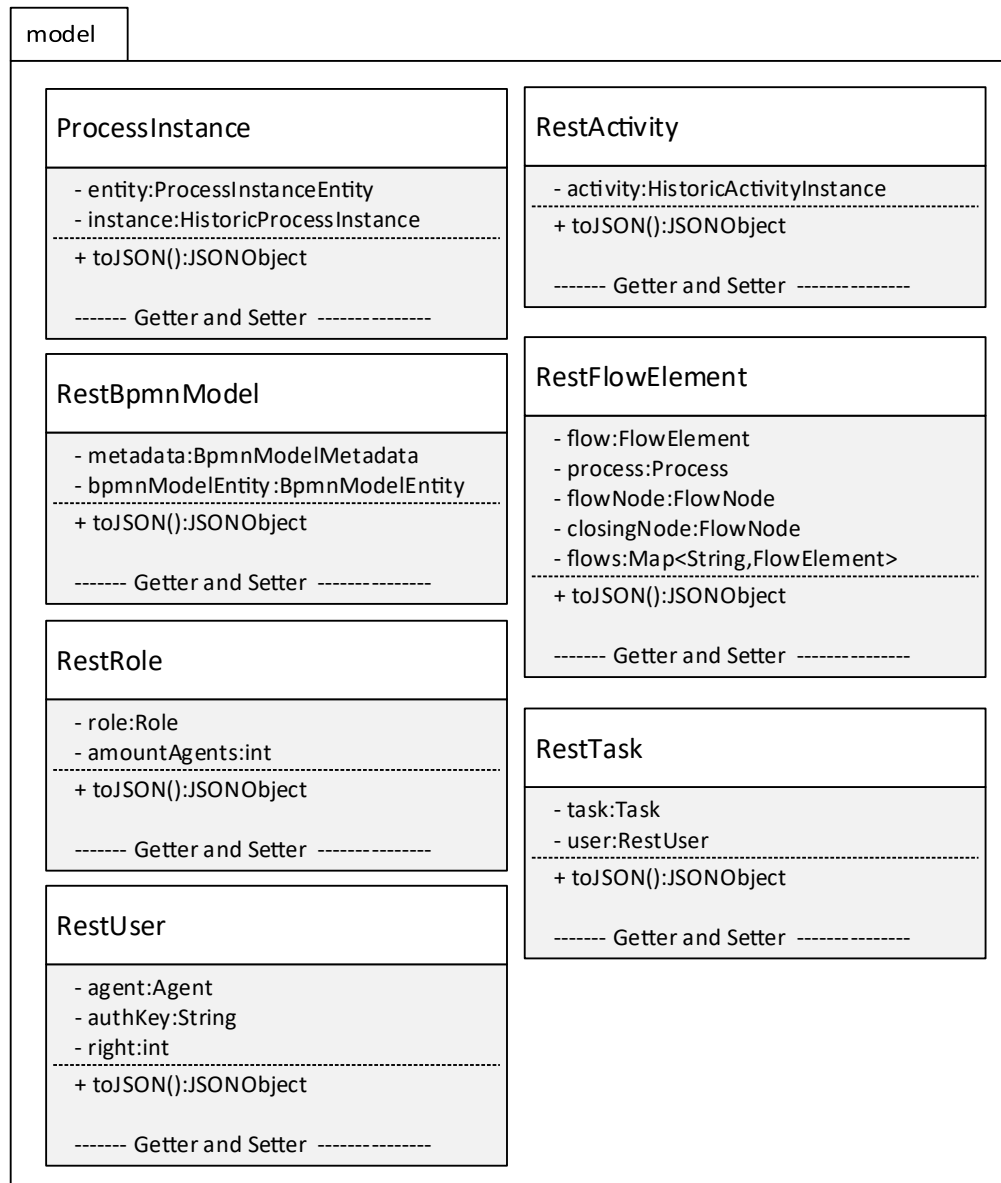 model
ProcessInstance
- entity:ProcessInstanceEntity
- instance:HistoricProcessInstance
+ toJSON():JSONObject
------- Getter and Setter ---------------
RestBpmnModel
- metadata:BpmnModelMetadata
- bpmnModelEntity:BpmnModelEntity
+ toJSON():JSONObject
------- Getter and Setter ---------------
RestRole
- role:Role
- amountAgents:int
+ toJSON():JSONObject
------- Getter and Setter ---------------
RestUser
- agent:Agent
- authKey:String
- right:int
+ toJSON():JSONObject
------- Getter and Setter ---------------
RestActivity
- activity:HistoricActivityInstance
+ toJSON():JSONObject
------- Getter and Setter ---------------
RestFlowElement
- flow:FlowElement
- process:Process
- flowNode:FlowNode
- closingNode:FlowNode
- flows:Map<String,FlowElement>
+ toJSON():JSONObject
------- Getter and Setter ---------------
RestTask
- task:Task
- user:RestUser
+ toJSON():JSONObject
------- Getter and Setter ---------------